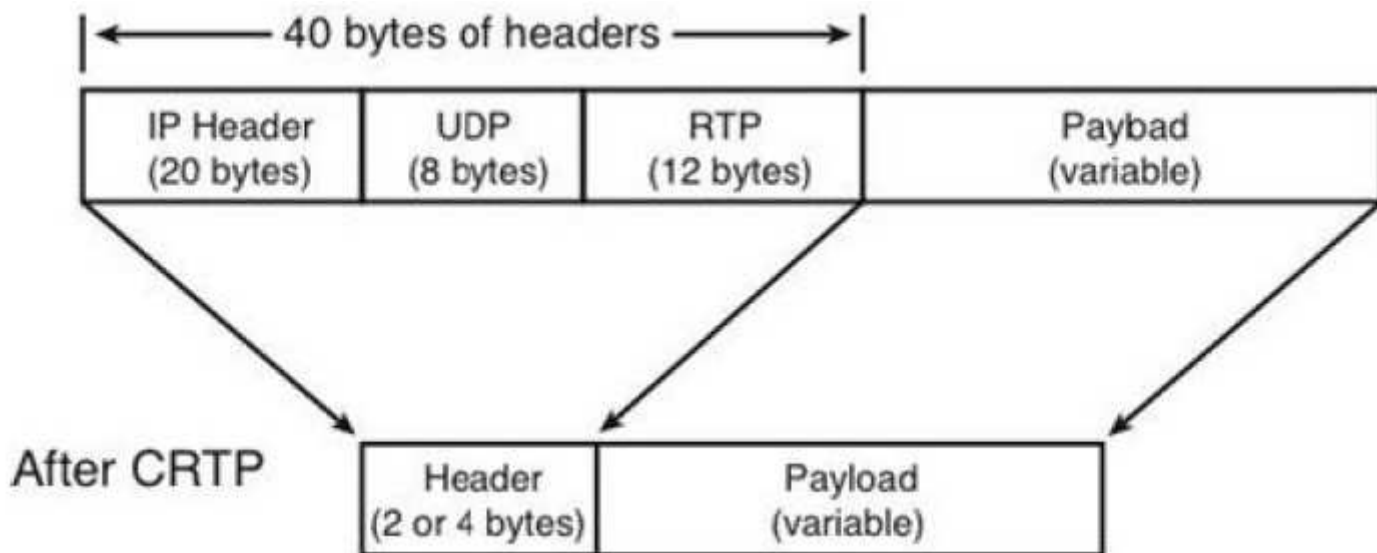 40 bytes of headers
IP Header UDP RTP Paybad
(20 bytes) (8 bytes) (12 bytes) (variable)
After CRTP
Header Payload
(2 or 4 bytes) (variable)